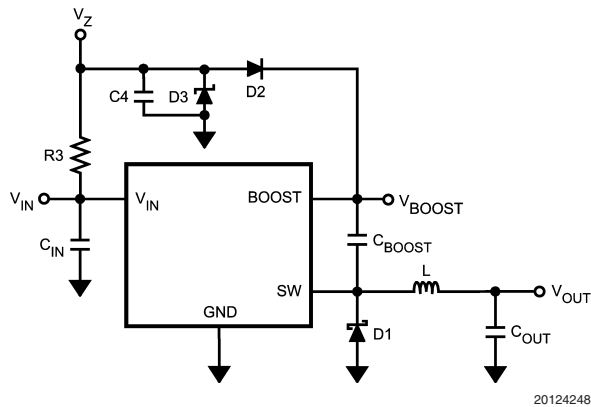 VZ
C4
D3
D2
R3
VIN
VIN
BOOST
VBOOST
CIN
CBOOST
SW
L
VOUT
GND
D1
COUT
20124248